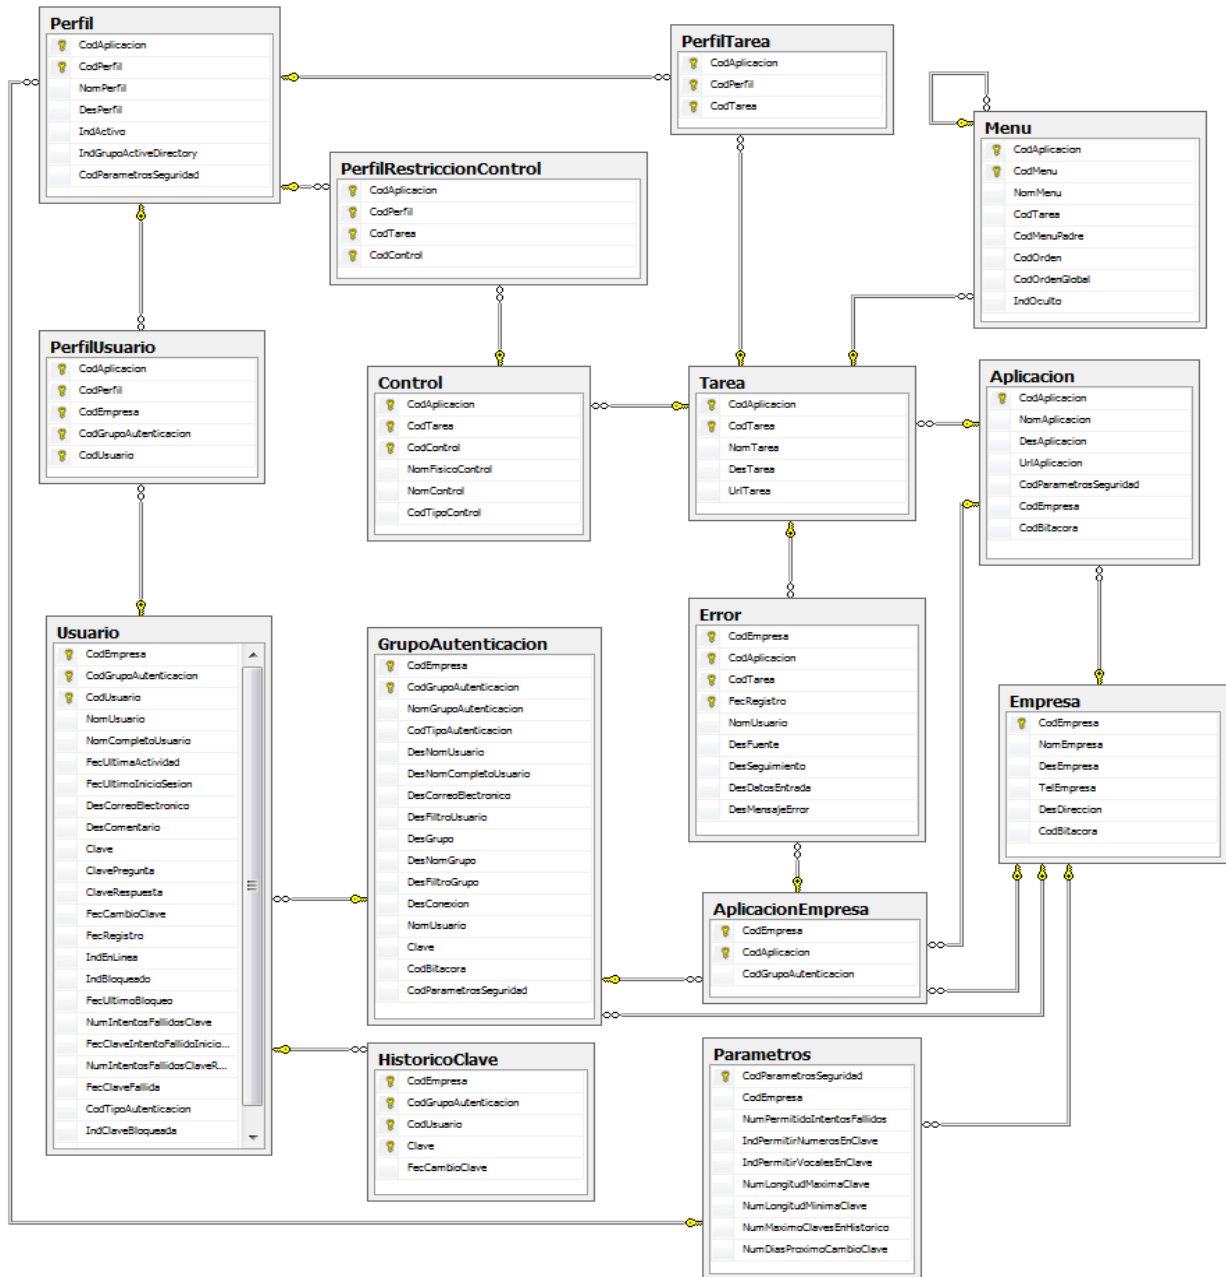 Perfil
CodAplicacion
CodPerfil
NomPerfil
DesPerfil
IndActivo
IndGrupoActiveDirectory
CodParametrosSeguridad
PerfilTarea
CodAplicacion
CodPerfil
CodTarea
Menu
CodAplicacion
CodMenu
NomMenu
CodTarea
CodMenuPadre
CodOrden
CodOrdenGlobal
IndOculto
PerfilRestriccionControl
CodAplicacion
CodPerfil
CodTarea
CodControl
PerfilUsuario
CodAplicacion
CodPerfil
CodEmpresa
CodGrupoAutenticacion
CodUsuario
Control
CodAplicacion
CodTarea
CodControl
NomFisicoControl
NomControl
CodTipoControl
Tarea
CodAplicacion
CodTarea
NomTarea
DesTarea
UrlTarea
Aplicacion
CodAplicacion
NomAplicacion
DesAplicacion
UrlAplicacion
CodParametrosSeguridad
CodEmpresa
CodBitacora
Usuario
CodEmpresa
CodGrupoAutenticacion
CodUsuario
NomUsuario
NomCompletoUsuario
FecUltimaActividad
FecUltimoInicioSesion
DesCorreoElectronico
DesComentario
Clave
ClavePregunta
ClaveRespuesta
FecCambioClave
FecRegistro
IndEnLinea
IndBloqueado
FecUltimoBloqueo
NumIntentosFallidosClave
FecClaveIntentoFallidoInicio...
NumIntentosFallidosClaveR...
FecClaveFallida
CodTipoAutenticacion
IndClaveBloqueada
GrupoAutenticacion
CodEmpresa
CodGrupoAutenticacion
NomGrupoAutenticacion
CodTipoAutenticacion
DesNomUsuario
DesNomCompletoUsuario
DesCorreoElectronico
DesFiltroUsuario
DesGrupo
DesNomGrupo
DesFiltroGrupo
DesConexion
NomUsuario
Clave
CodBitacora
CodParametrosSeguridad
Error
CodEmpresa
CodAplicacion
CodTarea
FecRegistro
NomUsuario
DesFuente
DesSeguimiento
DesDatosEntrada
DesMensajeError
Empresa
CodEmpresa
NomEmpresa
DesEmpresa
TelEmpresa
DesDireccion
CodBitacora
AplicacionEmpresa
CodEmpresa
CodAplicacion
CodGrupoAutenticacion
HistoricoClave
CodEmpresa
CodGrupoAutenticacion
CodUsuario
Clave
FecCambioClave
Parametros
CodParametrosSeguridad
CodEmpresa
NumPermitidoIntentosFallidos
IndPermitirNumerosEnClave
IndPermitirVocalesEnClave
NumLongitudMaximaClave
NumLongitudMinimaClave
NumMaximoClavesEnHistorico
NumDiasProximoCambioClave